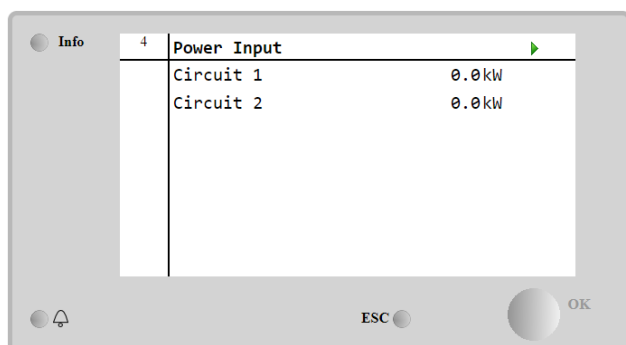 Info
4 Power Input
Circuit 1 0.0kW
Circuit 2 0.0kW
ESC
OK